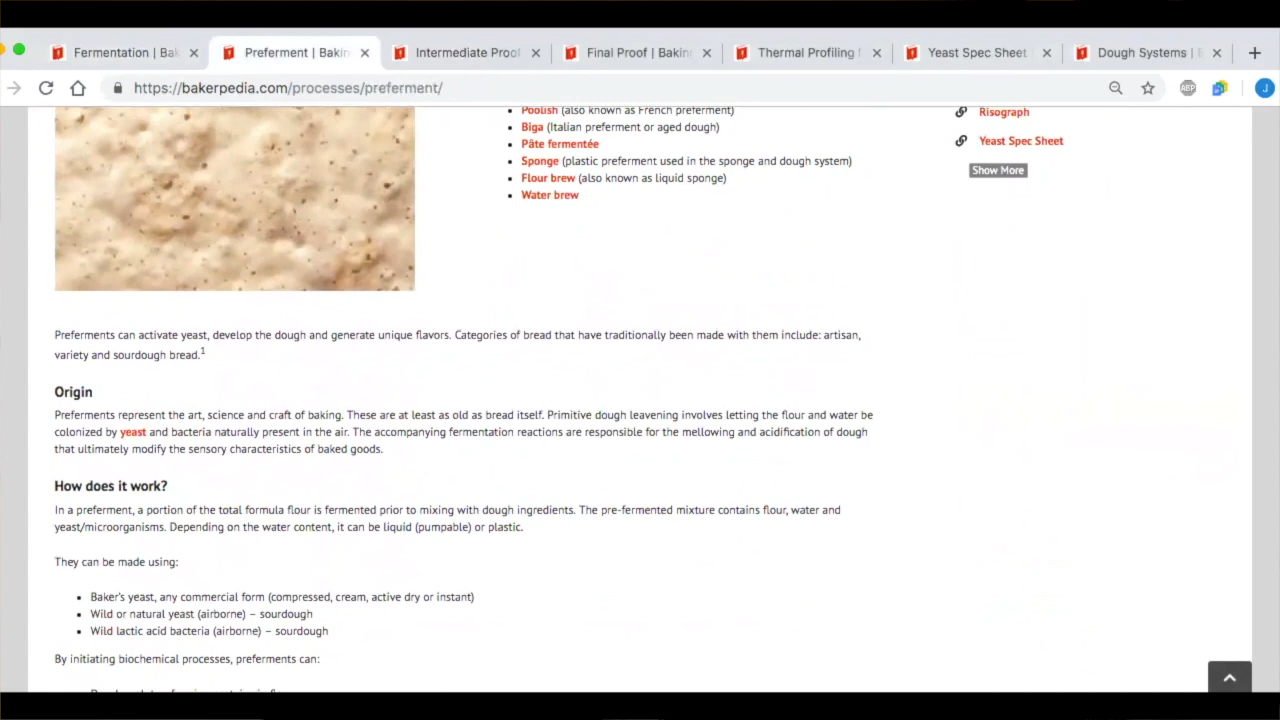 Fermentation | Bak
Preferment | Bakin
Intermediate Proof
Final Proof | Baking
Thermal Profiling
Yeast Spec Sheet
Dough Systems |
https://bakerpedia.com/processes/preferment/
ABP
J
Poolish (also known as French preferment)
Biga (Italian preferment or aged dough)
Pâte fermentée
Sponge (plastic preferment used in the sponge and dough system)
Flour brew (also known as liquid sponge)
Water brew
Risograph
Yeast Spec Sheet
Show More
Preferments can activate yeast, develop the dough and generate unique flavors. Categories of bread that have traditionally been made with them include: artisan,
variety and sourdough bread.1
Origin
Preferments represent the art, science and craft of baking. These are at least as old as bread itself. Primitive dough leavening involves letting the flour and water be
colonized by yeast and bacteria naturally present in the air. The accompanying fermentation reactions are responsible for the mellowing and acidification of dough
that ultimately modify the sensory characteristics of baked goods.
How does it work?
In a preferment, a portion of the total formula flour is fermented prior to mixing with dough ingredients. The pre-fermented mixture contains flour, water and
yeast/microorganisms. Depending on the water content, it can be liquid (pumpable) or plastic.
They can be made using:
Baker's yeast, any commercial form (compressed, cream, active dry or instant)
Wild or natural yeast (airborne) – sourdough
Wild lactic acid bacteria (airborne) – sourdough
By initiating biochemical processes, preferments can: